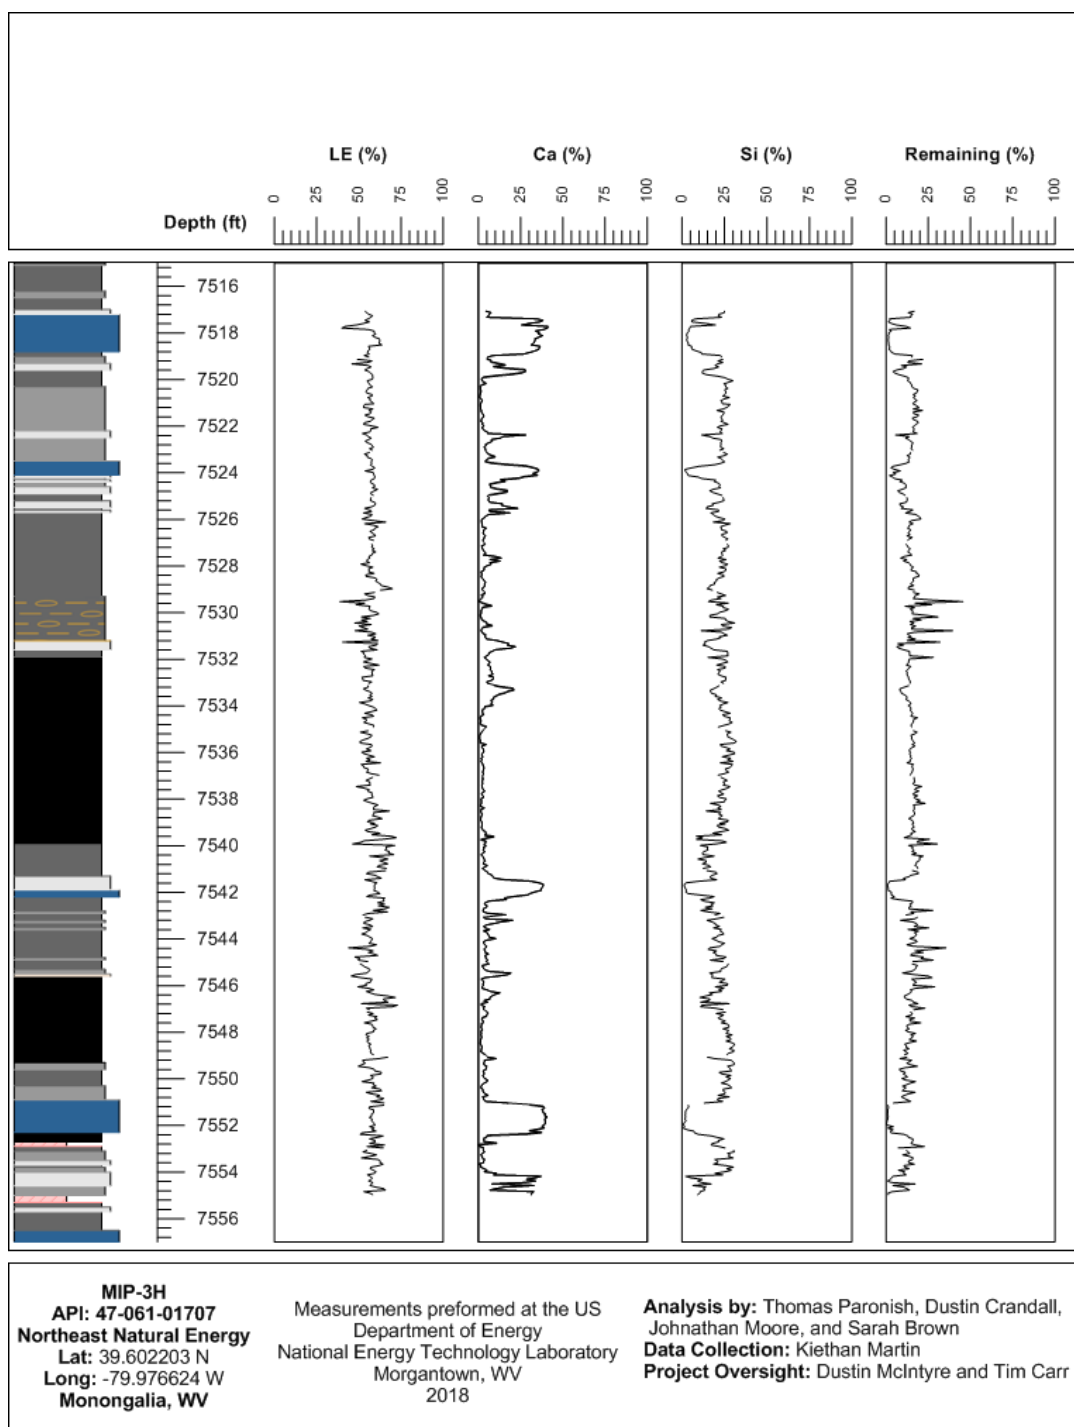 LE (%) Ca (%) Si (%) Remaining (%)
0 25 50 75 100 0 25 50 75 100 0 25 50 75 100 0 25 50 75 100
Depth (ft)
7516
7518
7520
7522
7524
7526
7528
7530
7532
7534
7536
7538
7540
7542
7544
7546
7548
7550
7552
7554
7556
MIP-3H
API: 47-061-01707
Northeast Natural Energy
Lat: 39.602203 N
Long: -79.976624 W
Monongalia, WV
Measurements preformed at the US
Department of Energy
National Energy Technology Laboratory
Morgantown, WV
2018
Analysis by: Thomas Paronish, Dustin Crandall,
Johnathan Moore, and Sarah Brown
Data Collection: Kiethan Martin
Project Oversight: Dustin McIntyre and Tim Carr